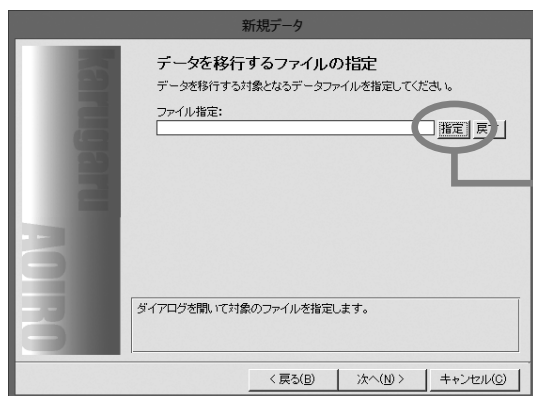 新規データ
データを移行するファイルの指定
データを移行する対象となるデータファイルを指定してください。
ファイル指定:
指定 戻す
karugaru
AOIRO
ダイアログを開いて対象のファイルを指定します。
< 戻る(B) 次へ(N) > キャンセル(C)